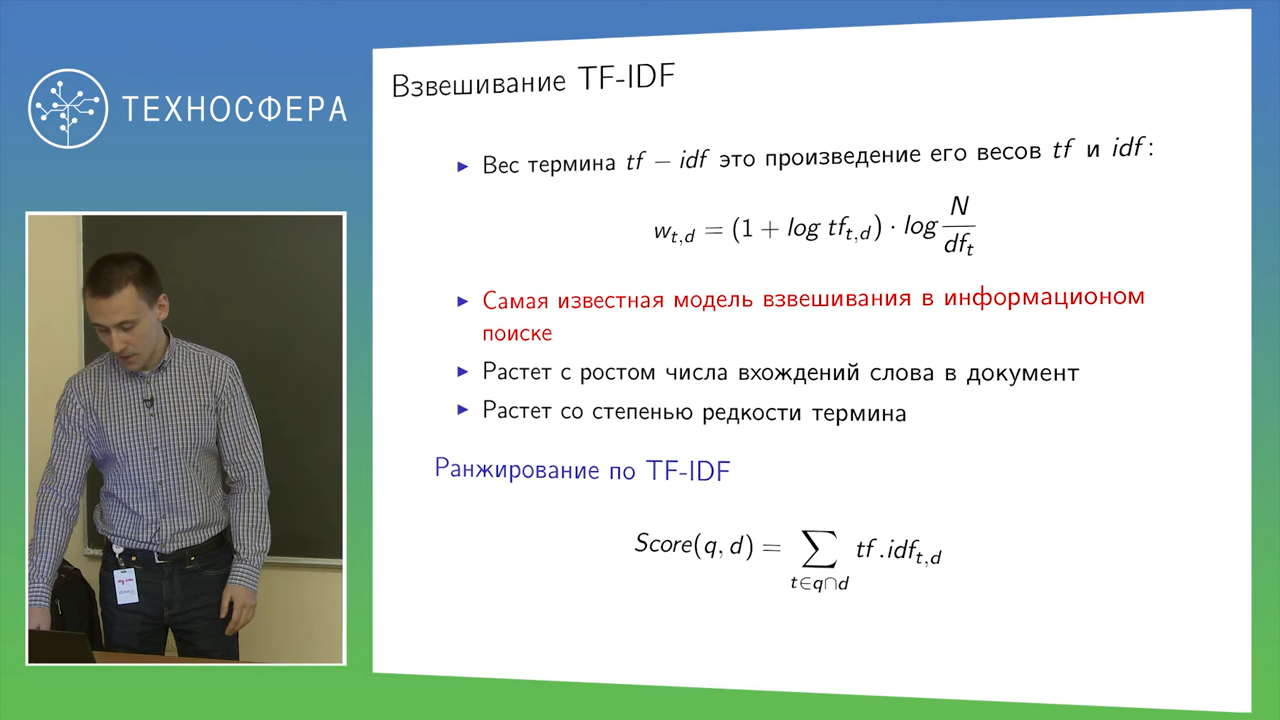 ТЕХНОСФЕРА
Взвешивание TF-IDF
Вес термина tf − idf это произведение его весов tf и idf:
w_{t,d} = (1 + log tf_{t,d}) · log N/df_t
Самая известная модель взвешивания в информационом
поиске
Растет с ростом числа вхождений слова в документ
Растет со степенью редкости термина
Ранжирование по TF-IDF
Score(q, d) = ∑_{t∈q∩d} tf.idf_{t,d}